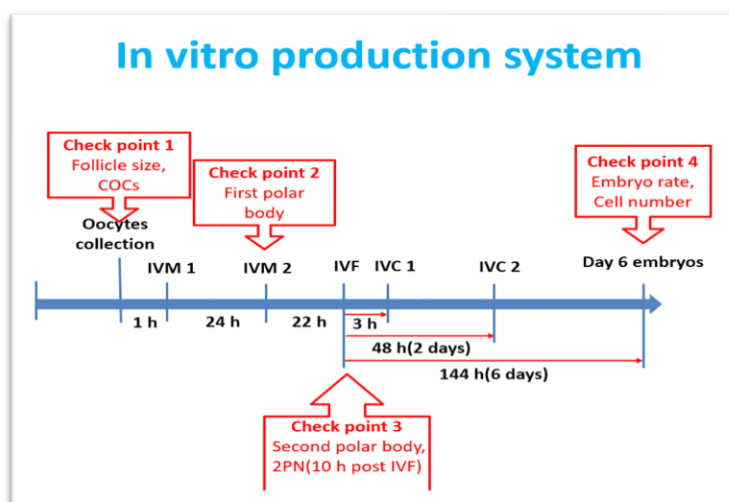 In vitro production system
Check point 1
Follicle size,
COCs
Check point 2
First polar
body
Check point 4
Embryo rate,
Cell number
Oocytes
collection
IVM 1
IVM 2
IVF
IVC 1
IVC 2
Day 6 embryos
1 h
24 h
22 h
3 h
48 h(2 days)
144 h(6 days)
Check point 3
Second polar body,
2PN(10 h post IVF)